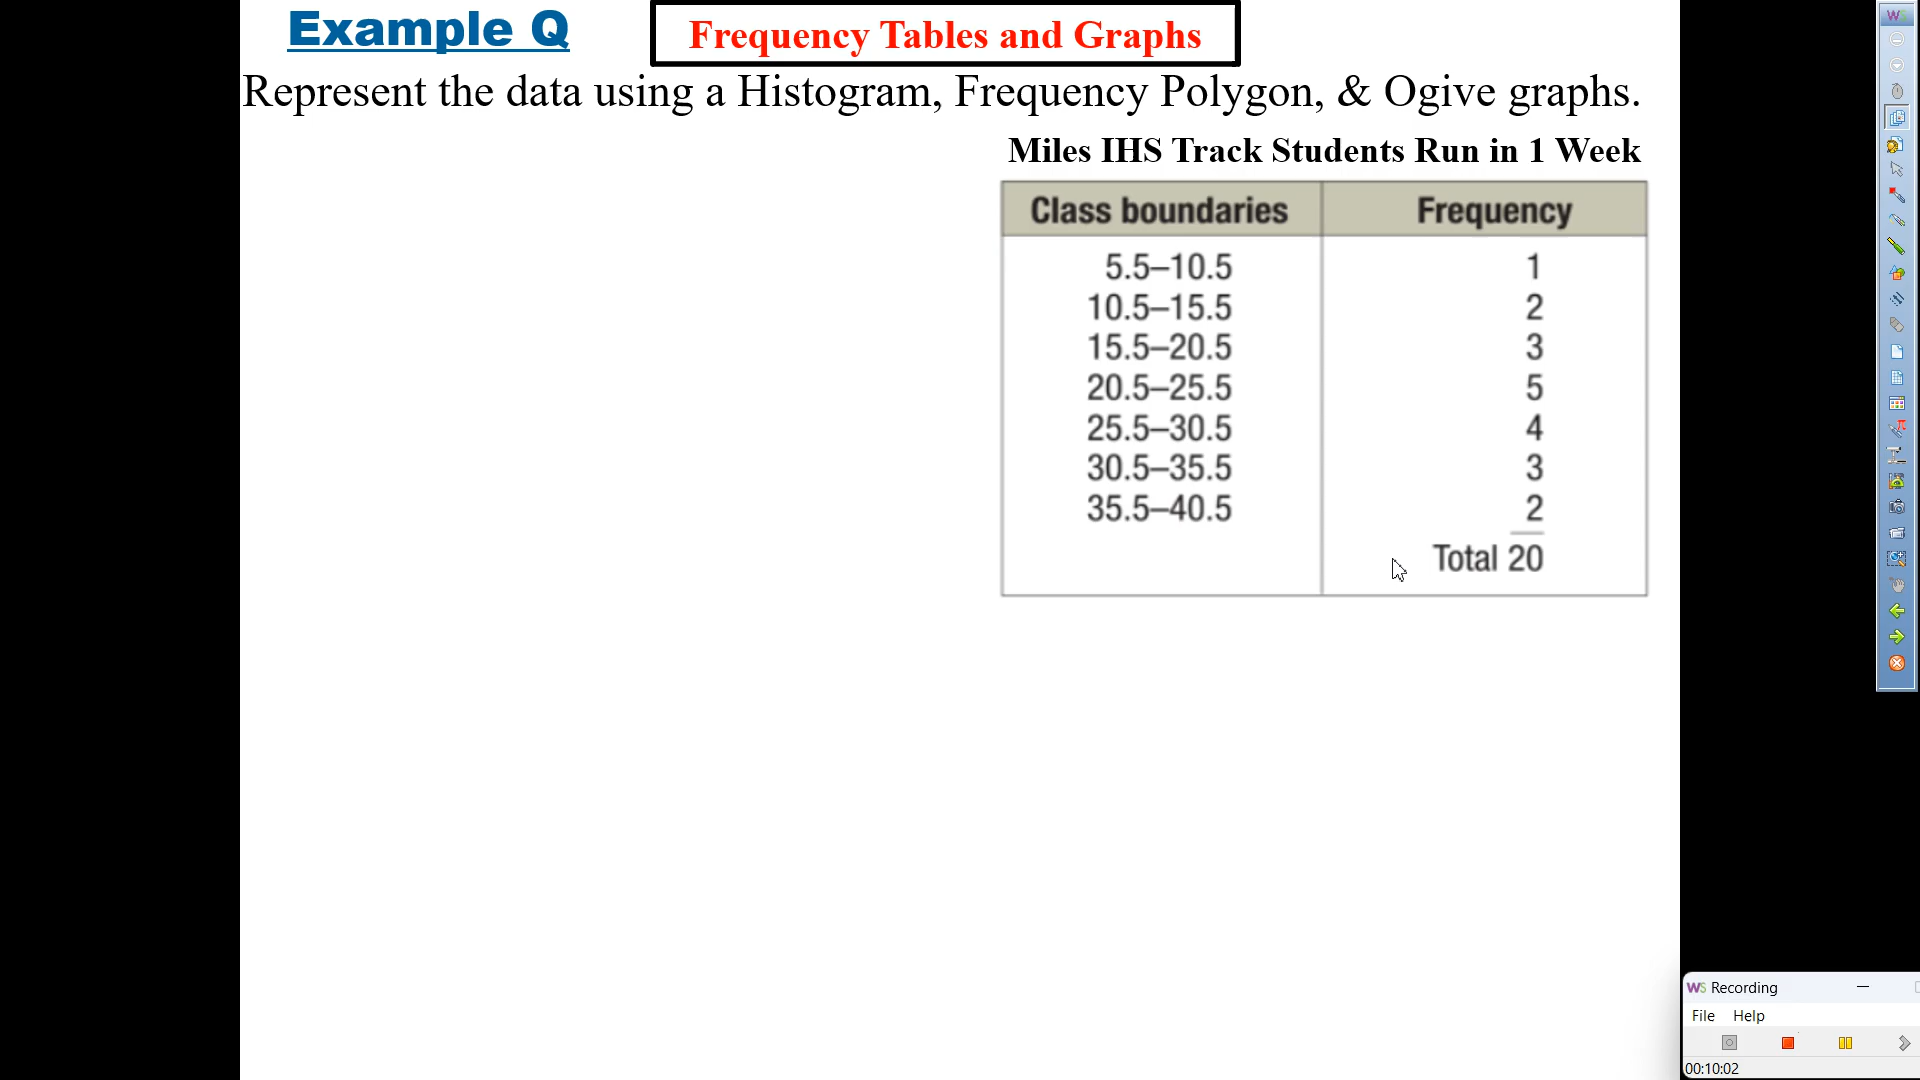 Example Q
Frequency Tables and Graphs
Represent the data using a Histogram, Frequency Polygon, & Ogive graphs.
Miles IHS Track Students Run in 1 Week
Class boundaries Frequency
5.5–10.5 1
10.5–15.5 2
15.5–20.5 3
20.5–25.5 5
25.5–30.5 4
30.5–35.5 3
35.5–40.5 2
Total 20
WS
WS Recording
File Help
00:10:02